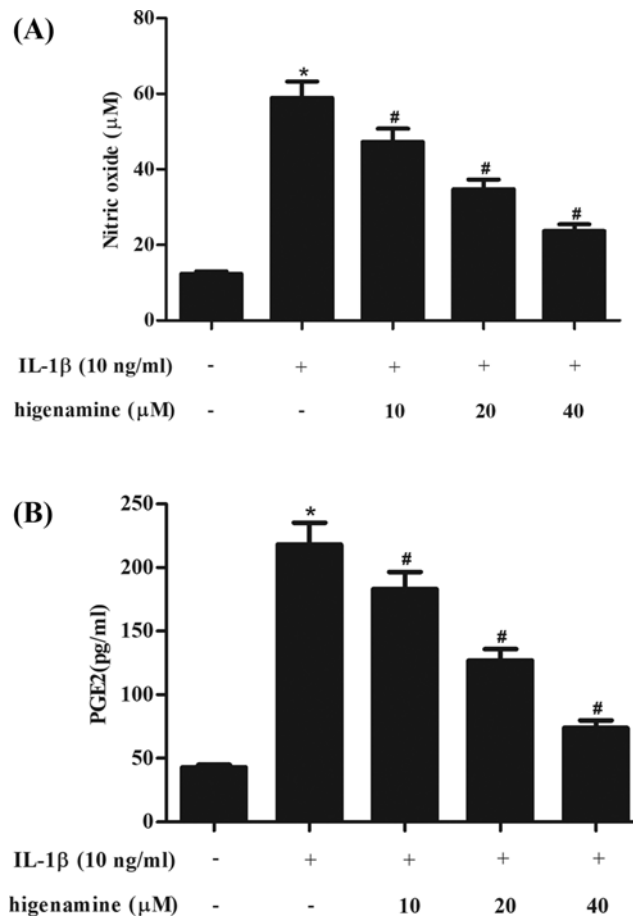 (A)
80
60
40
20
0
Nitric oxide (μM)
*
#
#
#
IL-1β (10 ng/ml) - + + + +
higenamine (μM) - - 10 20 40
(B)
250
200
150
100
50
0
PGE2(pg/ml)
*
#
#
#
IL-1β (10 ng/ml) - + + + +
higenamine (μM) - - 10 20 40